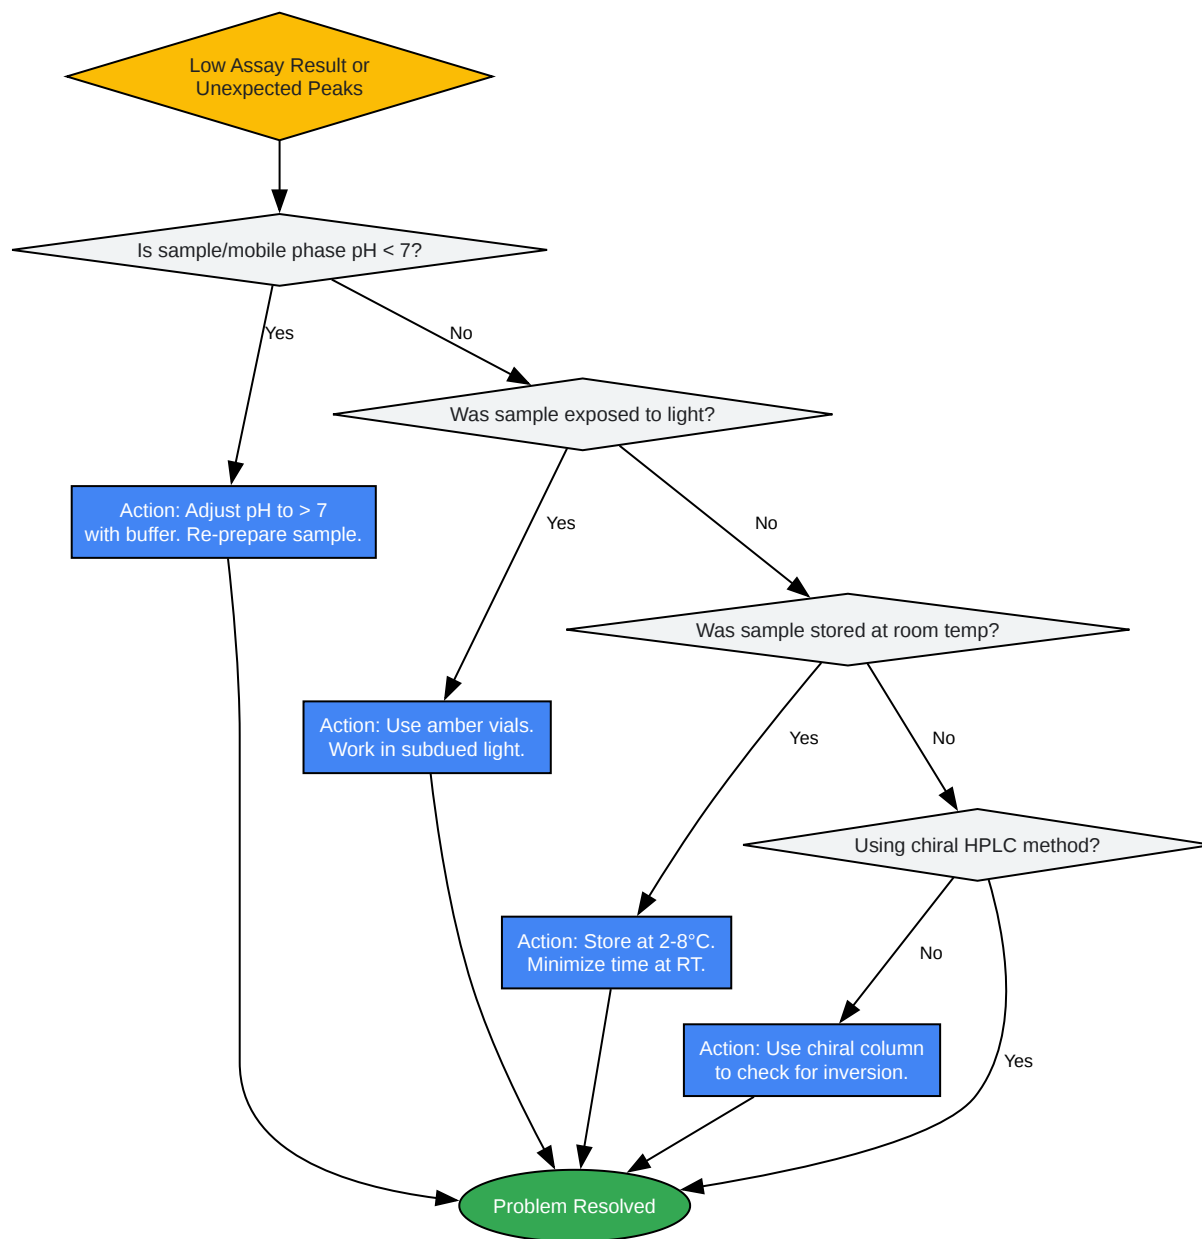 Low Assay Result or
Unexpected Peaks
Is sample/mobile phase pH < 7?
Yes
No
Was sample exposed to light?
Action: Adjust pH to > 7
with buffer. Re-prepare sample.
Yes
No
Was sample stored at room temp?
Action: Use amber vials.
Work in subdued light.
Yes
No
Using chiral HPLC method?
Action: Store at 2-8°C.
Minimize time at RT.
No
Action: Use chiral column
to check for inversion.
Yes
Problem Resolved